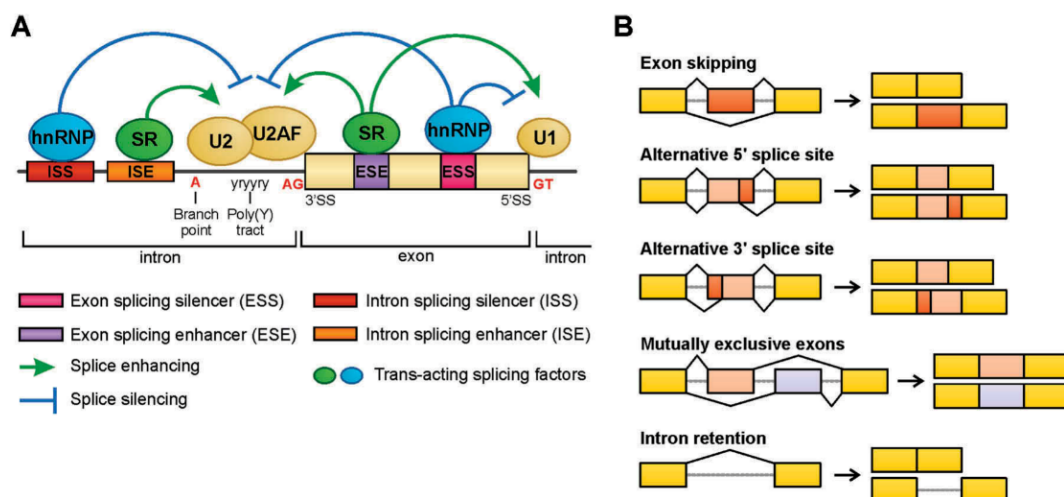 A
hnRNP
SR
U2
U2AF
SR
hnRNP
U1
ISS
ISE
ESE
ESS
A
yryyry
AG
GT
3'SS
5'SS
Branch
point
Poly(Y)
tract
intron
exon
intron
Exon splicing silencer (ESS)
Intron splicing silencer (ISS)
Exon splicing enhancer (ESE)
Intron splicing enhancer (ISE)
Splice enhancing
Trans-acting splicing factors
Splice silencing
B
Exon skipping
Alternative 5' splice site
Alternative 3' splice site
Mutually exclusive exons
Intron retention